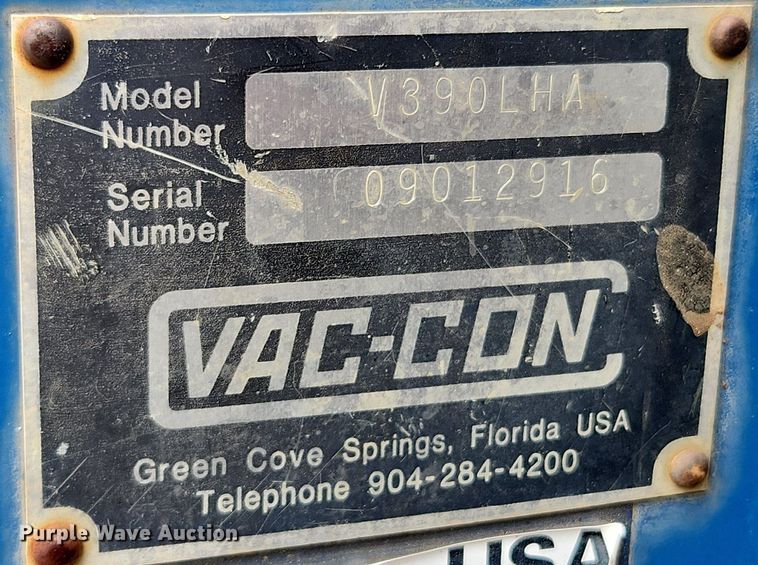 Model Number V390LHA
Serial Number 09012916
VAC-CON
Green Cove Springs, Florida USA
Telephone 904-284-4200
Purple Wave Auction
USA